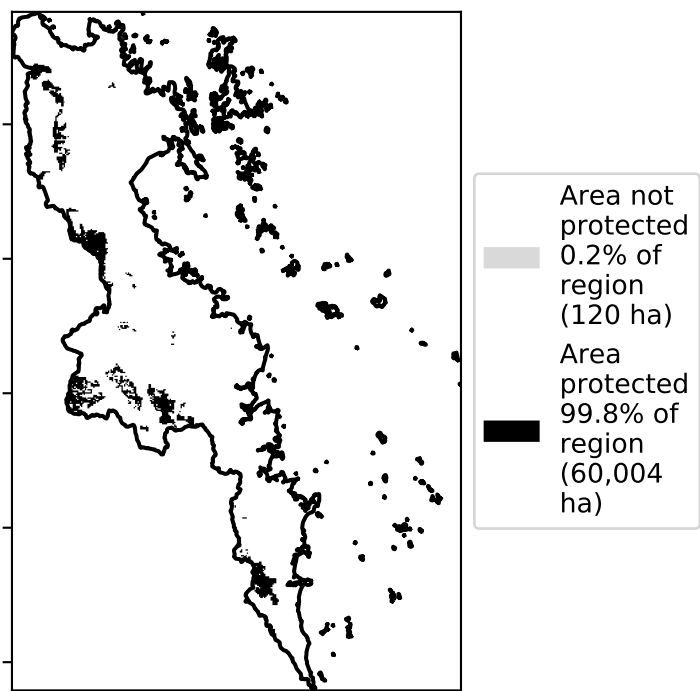 Area not
protected
0.2% of
region
(120 ha)
Area
protected
99.8% of
region
(60,004
ha)